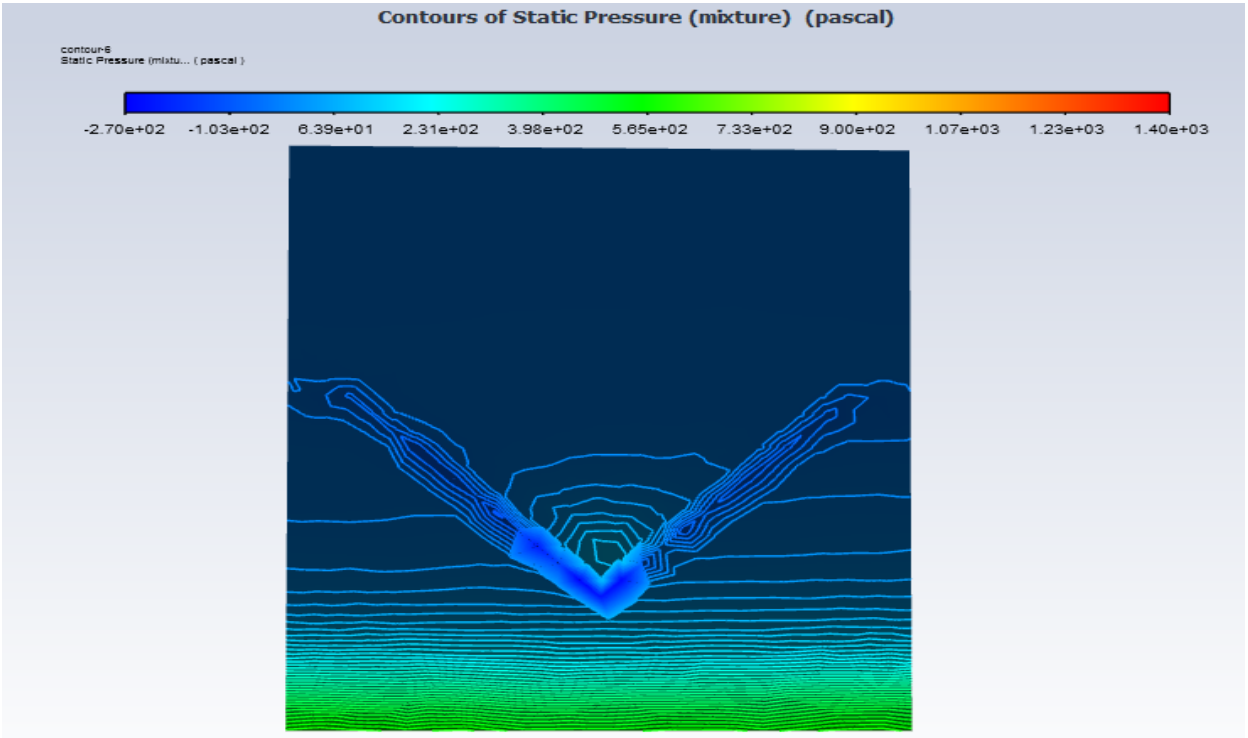 Contours of Static Pressure (mixture) (pascal)
contour-6
Static Pressure (mixtu... ( pascal )
-2.70e+02 -1.03e+02 6.39e+01 2.31e+02 3.98e+02 5.65e+02 7.33e+02 9.00e+02 1.07e+03 1.23e+03 1.40e+03